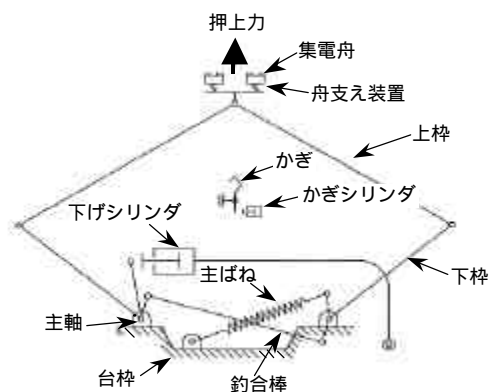 押上力
集電舟
舟支え装置
上枠
かぎ
かぎシリンダ
下げシリンダ
主ばね
下枠
主軸
台枠
釣合棒